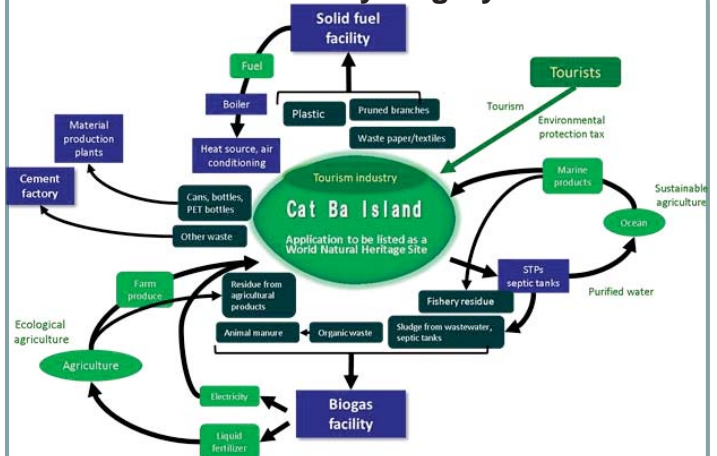 Solid fuel
facility
Fuel
Tourists
Boiler
Plastic
Pruned branches
Tourism
Environmental
protection tax
Material
production
plants
Waste paper/textiles
Heat source, air
conditioning
Tourism industry
Marine
products
Cement
factory
Cans, bottles,
PET bottles
Cat Ba Island
Sustainable
agriculture
Ocean
Other waste
Application to be listed as a
World Natural Heritage Site
STPs
septic tanks
Farm
produce
Residue from
agricultural
products
Fishery residue
Purified water
Ecological
agriculture
Animal manure
Organic waste
Sludge from wastewater,
septic tanks
Agriculture
Electricity
Biogas
facility
Liquid
fertilizer